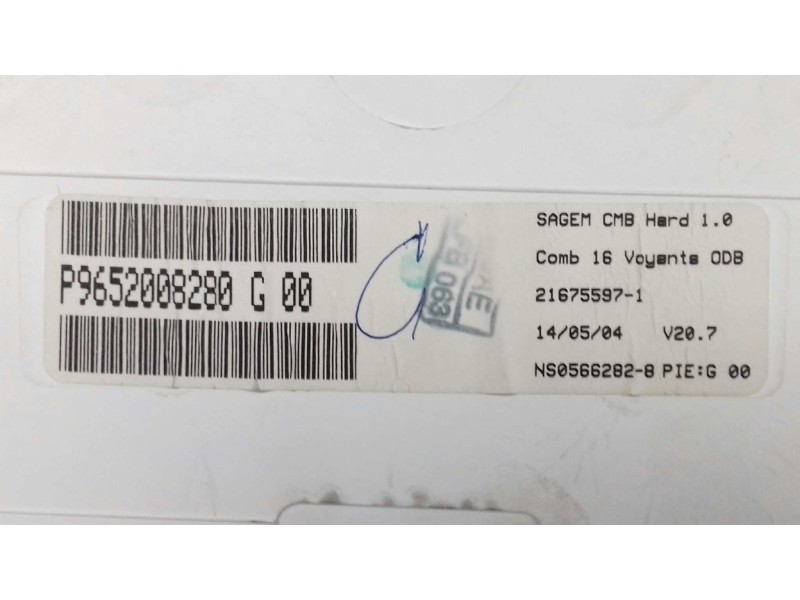 P9652008280 G 00
SAGEM CMB Hard 1.0
Comb 16 Voyants ODB
21675597-1
14/05/04 V20.7
NS0566282-8 PIE:G 00
063